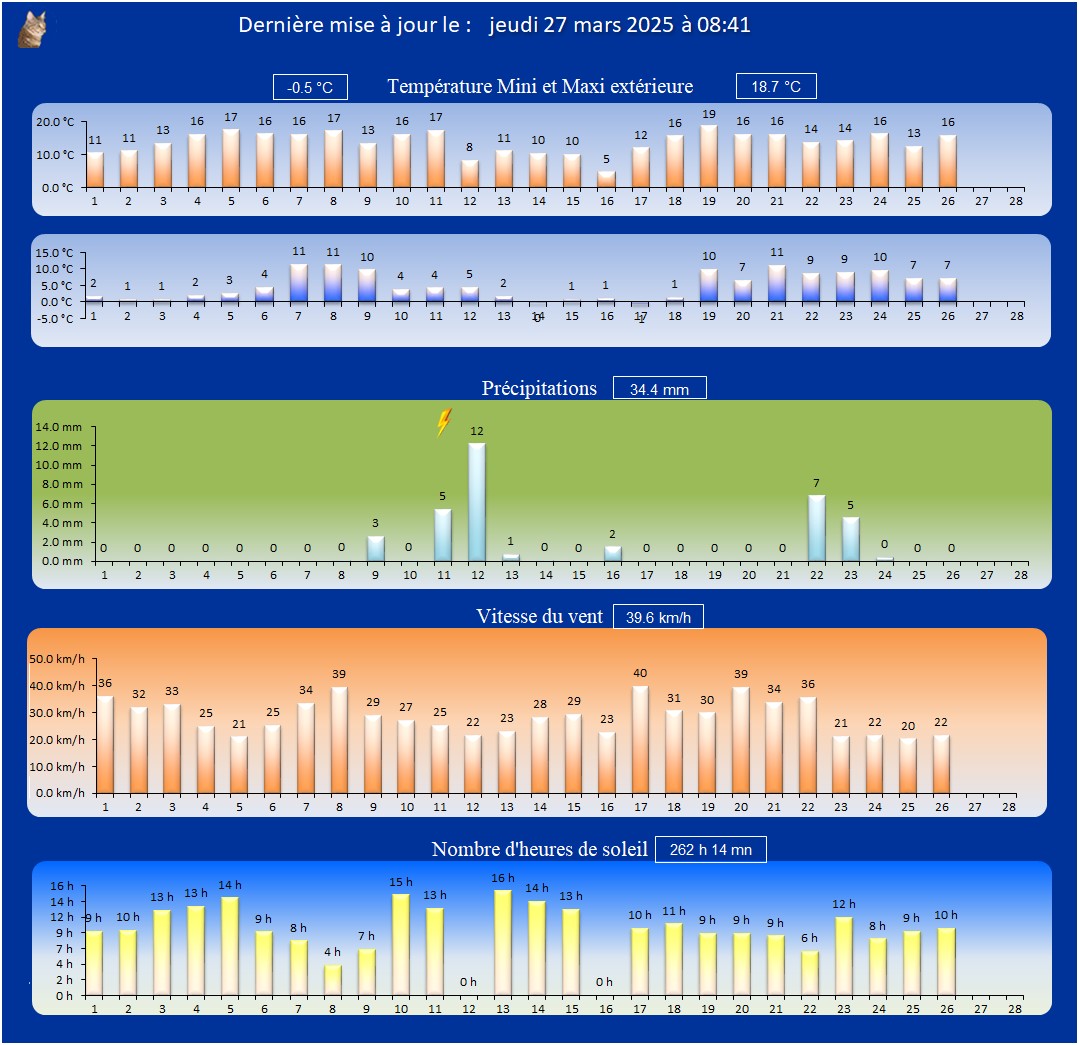 Dernière mise à jour le : jeudi 27 mars 2025 à 08:41
-0.5 °C Température Mini et Maxi extérieure 18.7 °C
20.0 °C
10.0 °C
0.0 °C
11 11 13 16 17 16 16 17 13 16 17 8 11 10 10 5 12 16 19 16 16 14 14 16 13 16
1 2 3 4 5 6 7 8 9 10 11 12 13 14 15 16 17 18 19 20 21 22 23 24 25 26 27 28
15.0 °C
10.0 °C
5.0 °C
0.0 °C
-5.0 °C
2 1 1 2 3 4 11 11 10 4 4 5 2 0 1 1 1 1 10 7 11 9 9 10 7 7
1 2 3 4 5 6 7 8 9 10 11 12 13 14 15 16 17 18 19 20 21 22 23 24 25 26 27 28
Précipitations 34.4 mm
14.0 mm
12.0 mm
10.0 mm
8.0 mm
6.0 mm
4.0 mm
2.0 mm
0.0 mm
0 0 0 0 0 0 0 0 3 0 5 12 1 0 0 2 0 0 0 0 0 7 5 0 0 0
1 2 3 4 5 6 7 8 9 10 11 12 13 14 15 16 17 18 19 20 21 22 23 24 25 26 27 28
Vitesse du vent 39.6 km/h
50.0 km/h
40.0 km/h
30.0 km/h
20.0 km/h
10.0 km/h
0.0 km/h
36 32 33 25 21 25 34 39 29 27 25 22 23 28 29 23 40 31 30 39 34 36 21 22 20 22
1 2 3 4 5 6 7 8 9 10 11 12 13 14 15 16 17 18 19 20 21 22 23 24 25 26 27 28
Nombre d'heures de soleil 262 h 14 mn
16 h
14 h
12 h
9 h
7 h
4 h
2 h
0 h
9 h 10 h 13 h 13 h 14 h 9 h 8 h 4 h 7 h 15 h 13 h 0 h 16 h 14 h 13 h 0 h 10 h 11 h 9 h 9 h 9 h 6 h 12 h 8 h 9 h 10 h
1 2 3 4 5 6 7 8 9 10 11 12 13 14 15 16 17 18 19 20 21 22 23 24 25 26 27 28